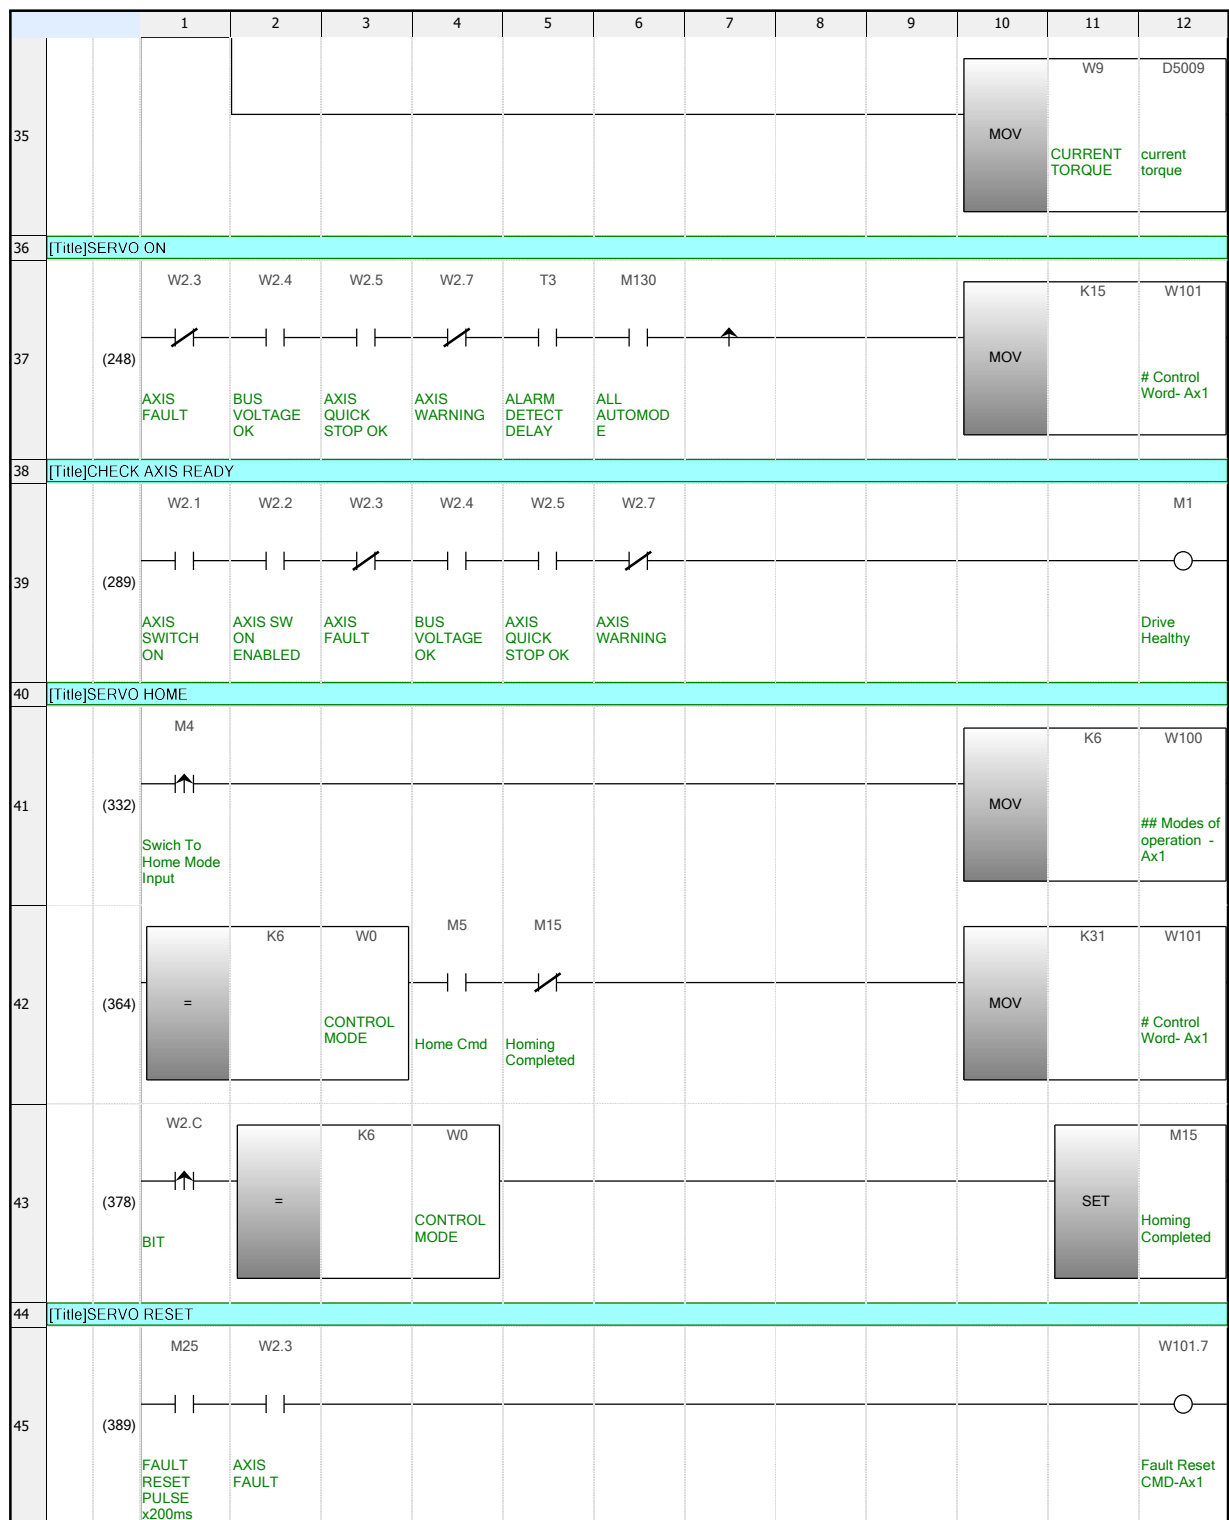 1 2 3 4 5 6 7 8 9 10 11 12
35
MOV
W9 D5009
CURRENT
TORQUE
current
torque
36 [Title]SERVO ON
W2.3 W2.4 W2.5 W2.7 T3 M130
37 (248)
MOV
K15 W101
AXIS
FAULT
BUS
VOLTAGE
OK
AXIS
QUICK
STOP OK
AXIS
WARNING
ALARM
DETECT
DELAY
ALL
AUTOMOD
E
# Control
Word- Ax1
38 [Title]CHECK AXIS READY
W2.1 W2.2 W2.3 W2.4 W2.5 W2.7 M1
39 (289)
AXIS
SWITCH
ON
AXIS SW
ON
ENABLED
AXIS
FAULT
BUS
VOLTAGE
OK
AXIS
QUICK
STOP OK
AXIS
WARNING
Drive
Healthy
40 [Title]SERVO HOME
M4
41 (332)
MOV
K6 W100
Swich To
Home Mode
Input
## Modes of
operation -
Ax1
42 (364)
=
K6 W0
CONTROL
MODE
M5 M15
Home Cmd
Homing
Completed
MOV
K31 W101
# Control
Word- Ax1
W2.C
43 (378)
BIT
=
K6 W0
CONTROL
MODE
SET
M15
Homing
Completed
44 [Title]SERVO RESET
M25 W2.3 W101.7
45 (389)
FAULT
RESET
PULSE
x200ms
AXIS
FAULT
Fault Reset
CMD-Ax1